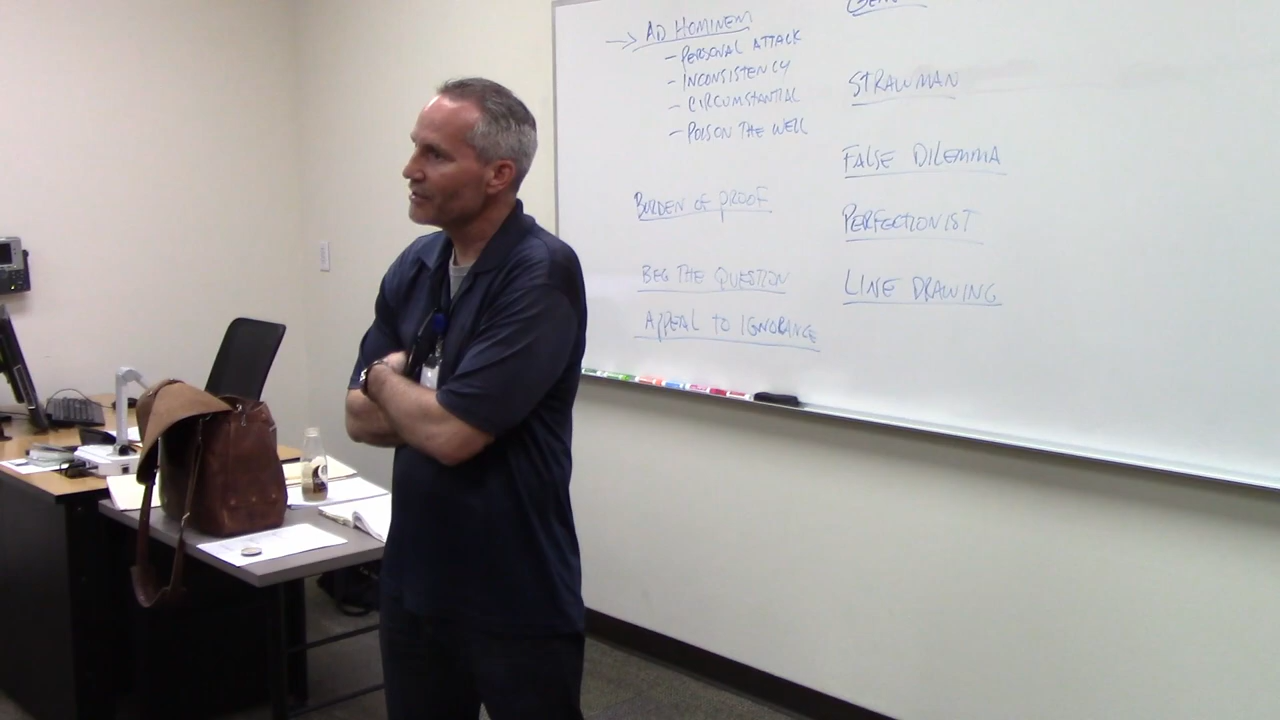 AD HOMINEM
- PERSONAL ATTACK
- INCONSISTENCY
- CIRCUMSTANTIAL
- POISON THE WELL
BURDEN OF PROOF
BEG THE QUESTION
APPEAL TO IGNORANCE
STRAWMAN
FALSE DILEMMA
PERFECTIONIST
LINE DRAWING